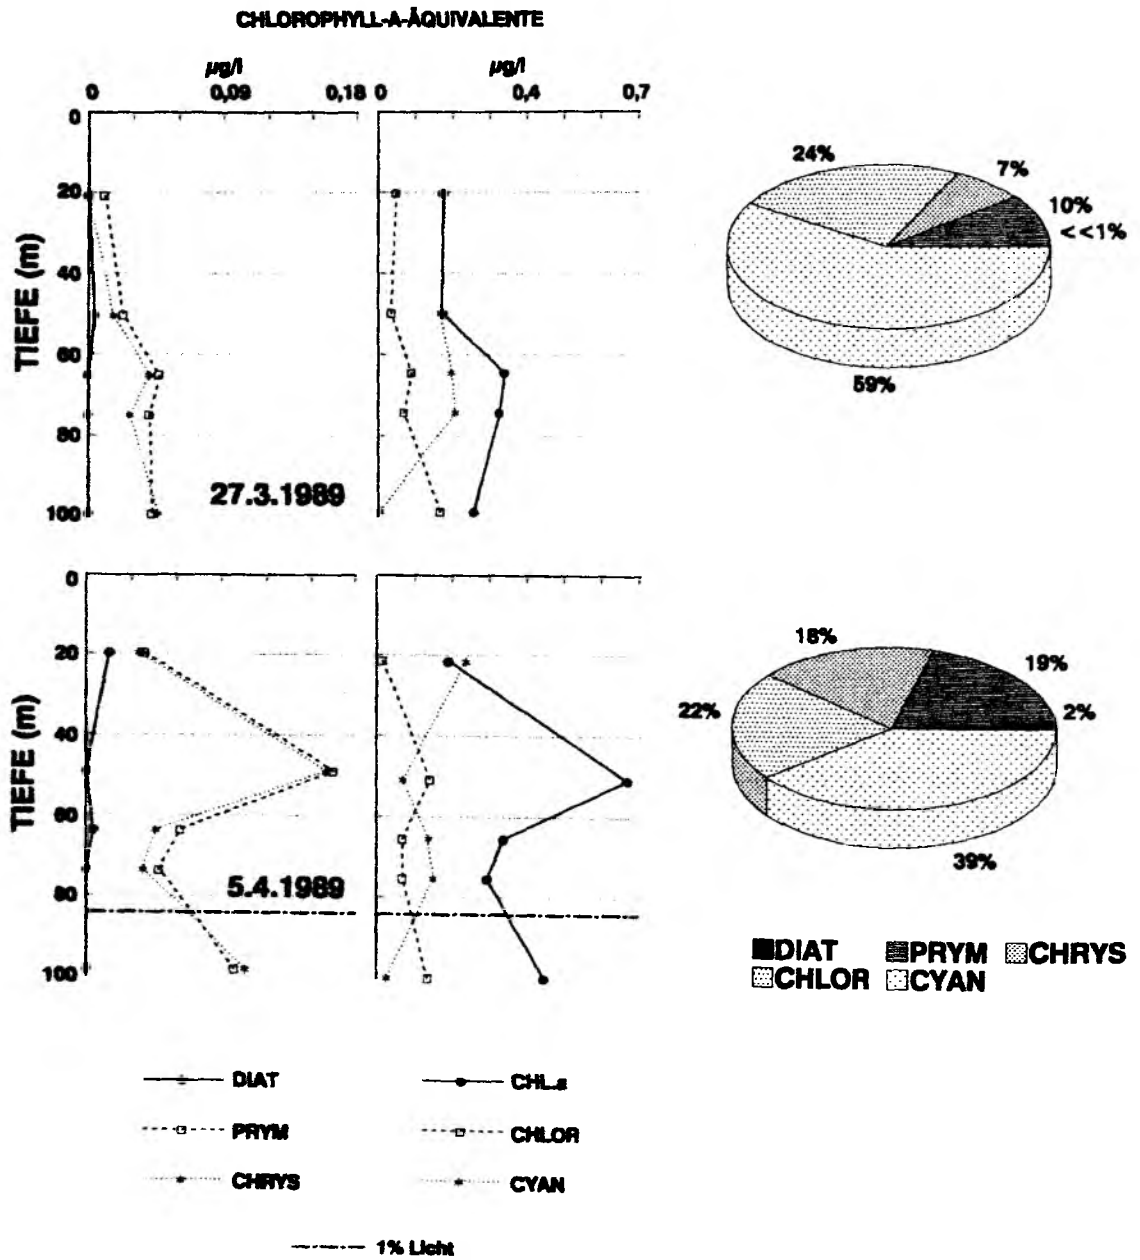 CHLOROPHYLL-A-ÄQUIVALENTE
µg/l
µg/l
0 0,09 0,18 0 0,4 0,7
0
20
40
60
80
100
TIEFE (m)
27.3.1989
24%
7%
10%
<<1%
59%
0
20
40
60
80
100
TIEFE (m)
5.4.1989
18%
19%
22%
2%
39%
DIAT PRYM CHRYS
CHLOR CYAN
DIAT CHL.a
PRYM CHLOR
CHRYS CYAN
1% Licht